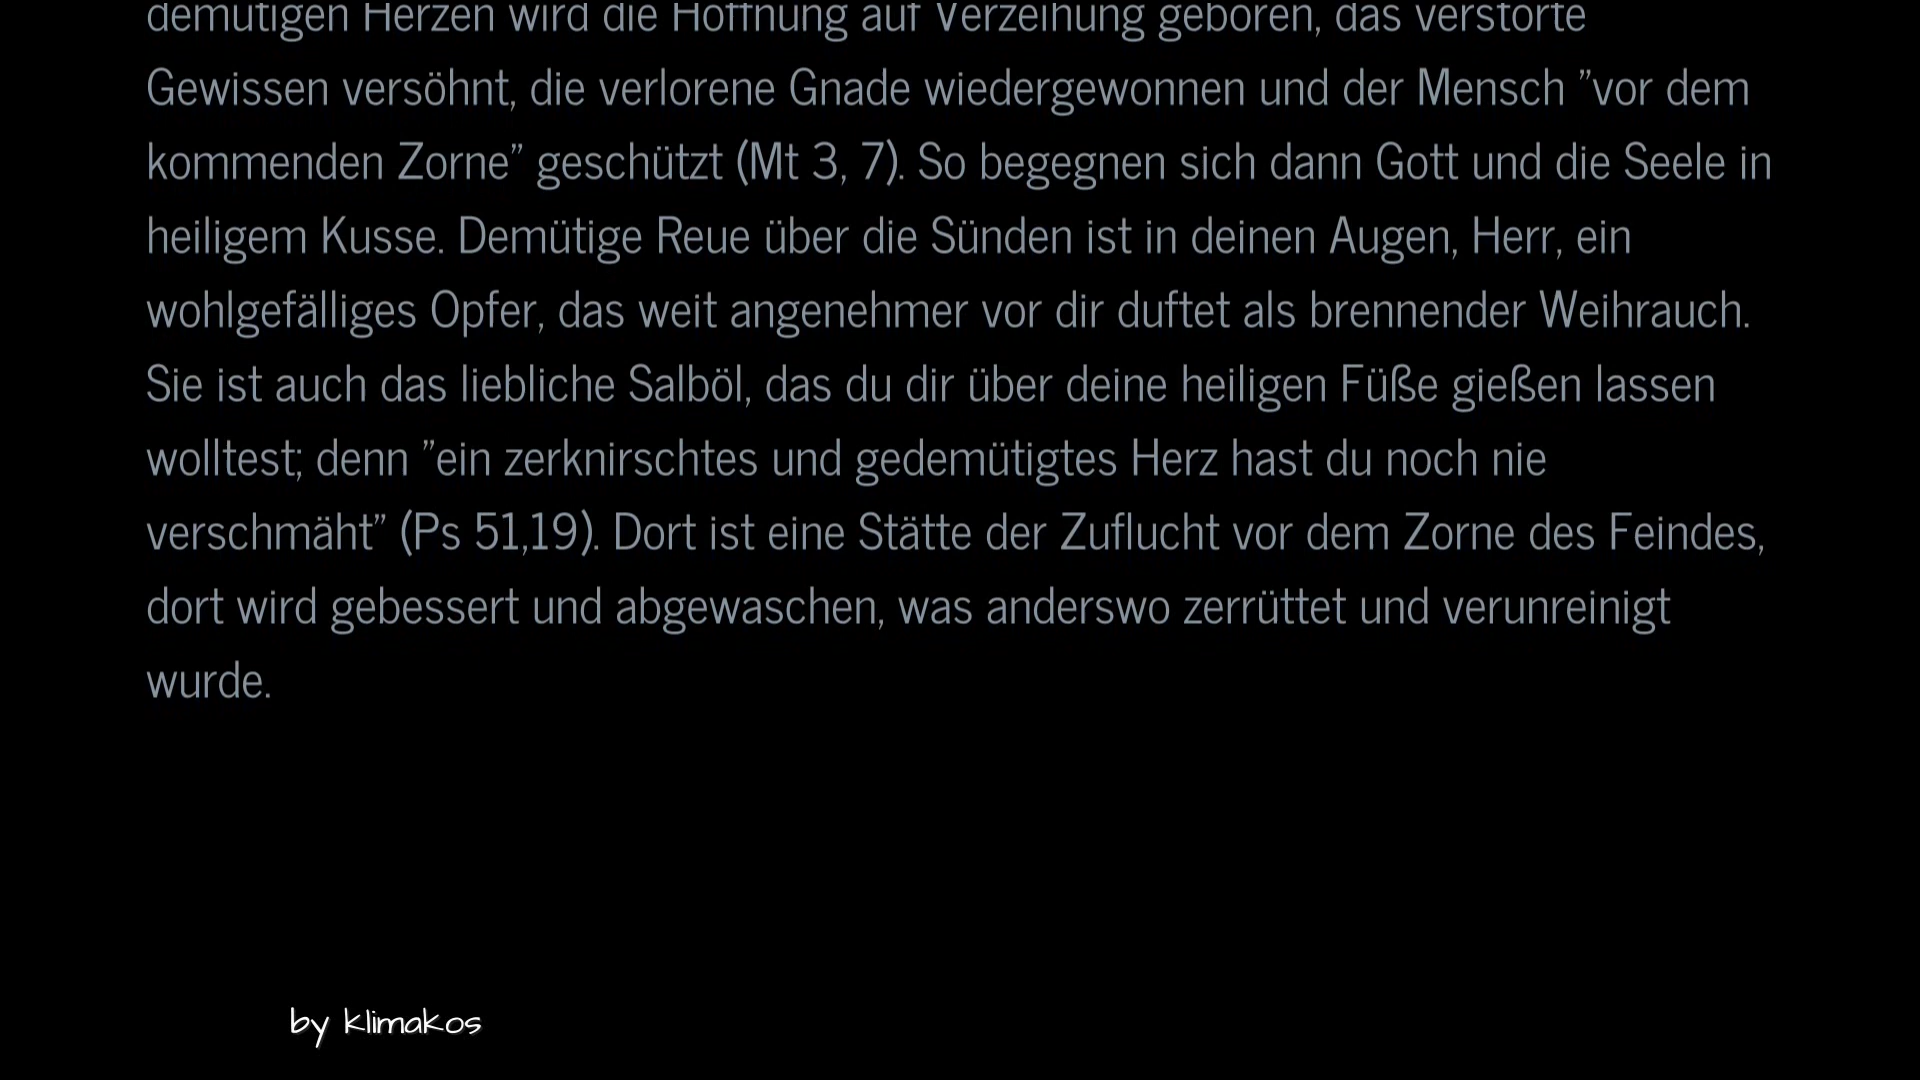 demütigen Herzen wird die Hoffnung auf Verzeihung geboren, das verstörte
Gewissen versöhnt, die verlorene Gnade wiedergewonnen und der Mensch ”vor dem
kommenden Zorne” geschützt (Mt 3, 7). So begegnen sich dann Gott und die Seele in
heiligem Kusse. Demütige Reue über die Sünden ist in deinen Augen, Herr, ein
wohlgefälliges Opfer, das weit angenehmer vor dir duftet als brennender Weihrauch.
Sie ist auch das liebliche Salböl, das du dir über deine heiligen Füße gießen lassen
wolltest; denn ”ein zerknirschtes und gedemütigtes Herz hast du noch nie
verschmäht” (Ps 51,19). Dort ist eine Stätte der Zuflucht vor dem Zorne des Feindes,
dort wird gebessert und abgewaschen, was anderswo zerrüttet und verunreinigt
wurde.
by klimakos